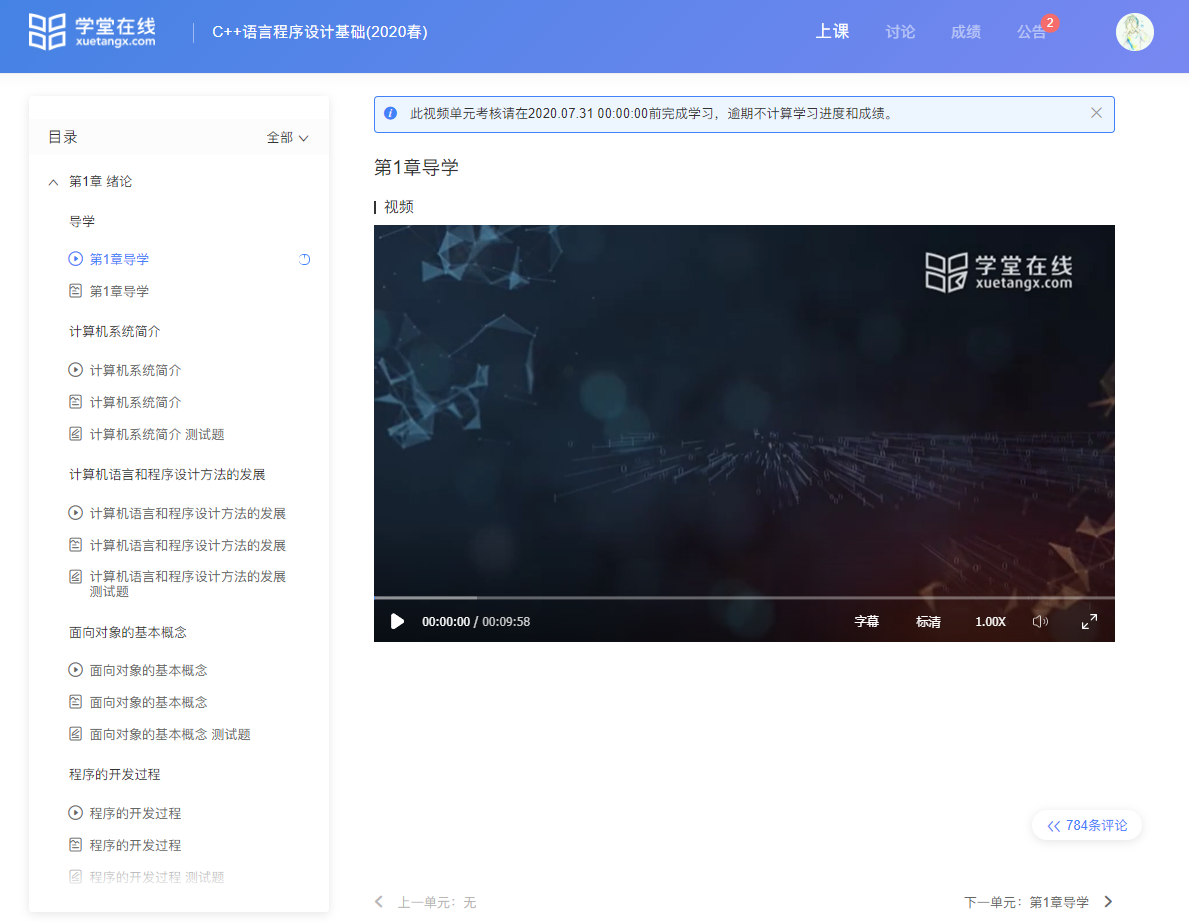 学堂在线
xuetangx.com
C++语言程序设计基础(2020春)
上课
讨论
成绩
公告
2
目录
全部
第1章 绪论
导学
第1章导学
第1章导学
计算机系统简介
计算机系统简介
计算机系统简介
计算机系统简介 测试题
计算机语言和程序设计方法的发展
计算机语言和程序设计方法的发展
计算机语言和程序设计方法的发展
计算机语言和程序设计方法的发展
测试题
面向对象的基本概念
面向对象的基本概念
面向对象的基本概念
面向对象的基本概念 测试题
程序的开发过程
程序的开发过程
程序的开发过程
程序的开发过程 测试题
此视频单元考核请在2020.07.31 00:00:00前完成学习，逾期不计算学习进度和成绩。
第1章导学
视频
学堂在线
xuetangx.com
00:00:00 / 00:09:58
字幕
标清
1.00X
784条评论
上一单元：无
下一单元：第1章导学